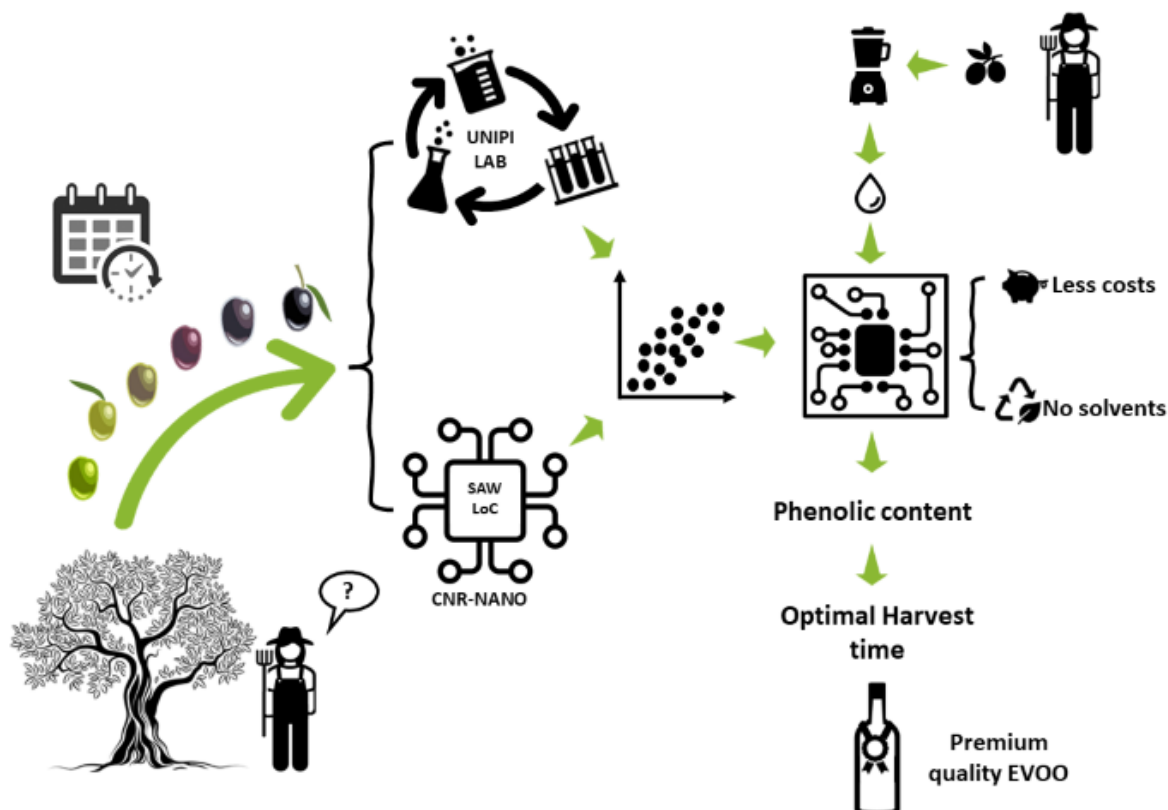 UNIPI
LAB
?
SAW
LoC
CNR-NANO
Less costs
No solvents
Phenolic content
Optimal Harvest
time
Premium
quality EVOO